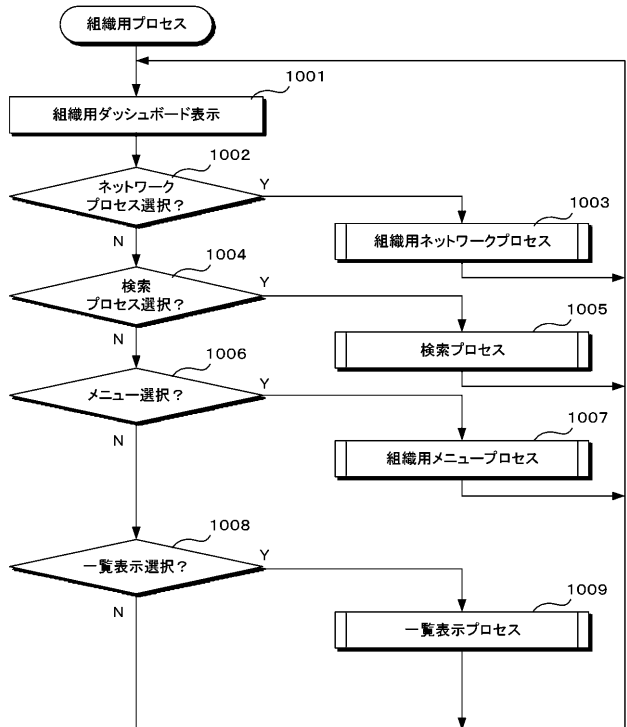 組織用プロセス
1001
組織用ダッシュボード表示
1002
ネットワーク
プロセス選択？
Y
N
1003
組織用ネットワークプロセス
1004
検索
プロセス選択？
Y
N
1005
検索プロセス
1006
メニュー選択？
Y
N
1007
組織用メニュープロセス
1008
一覧表示選択？
Y
N
1009
一覧表示プロセス